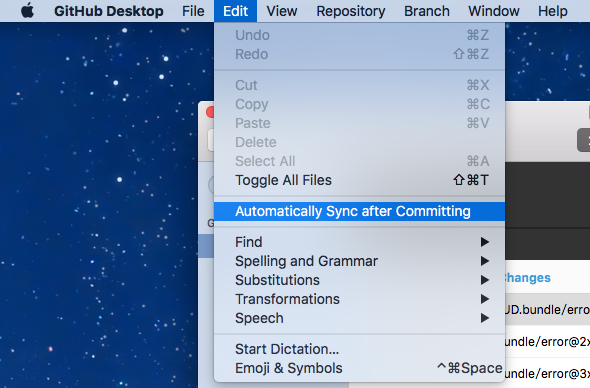 GitHub Desktop File Edit View Repository Branch Window Help
Undo ⌘Z
Redo ⇧⌘Z
Cut ⌘X
Copy ⌘C
Paste ⌘V
Delete
Select All ⌘A
Toggle All Files ⇧⌘T
Automatically Sync after Committing
Find
Spelling and Grammar
Substitutions
Transformations
Speech
Start Dictation...
Emoji & Symbols ^⌘Space
Changes
UD.bundle/erro
undle/error@2x
undle/error@3x